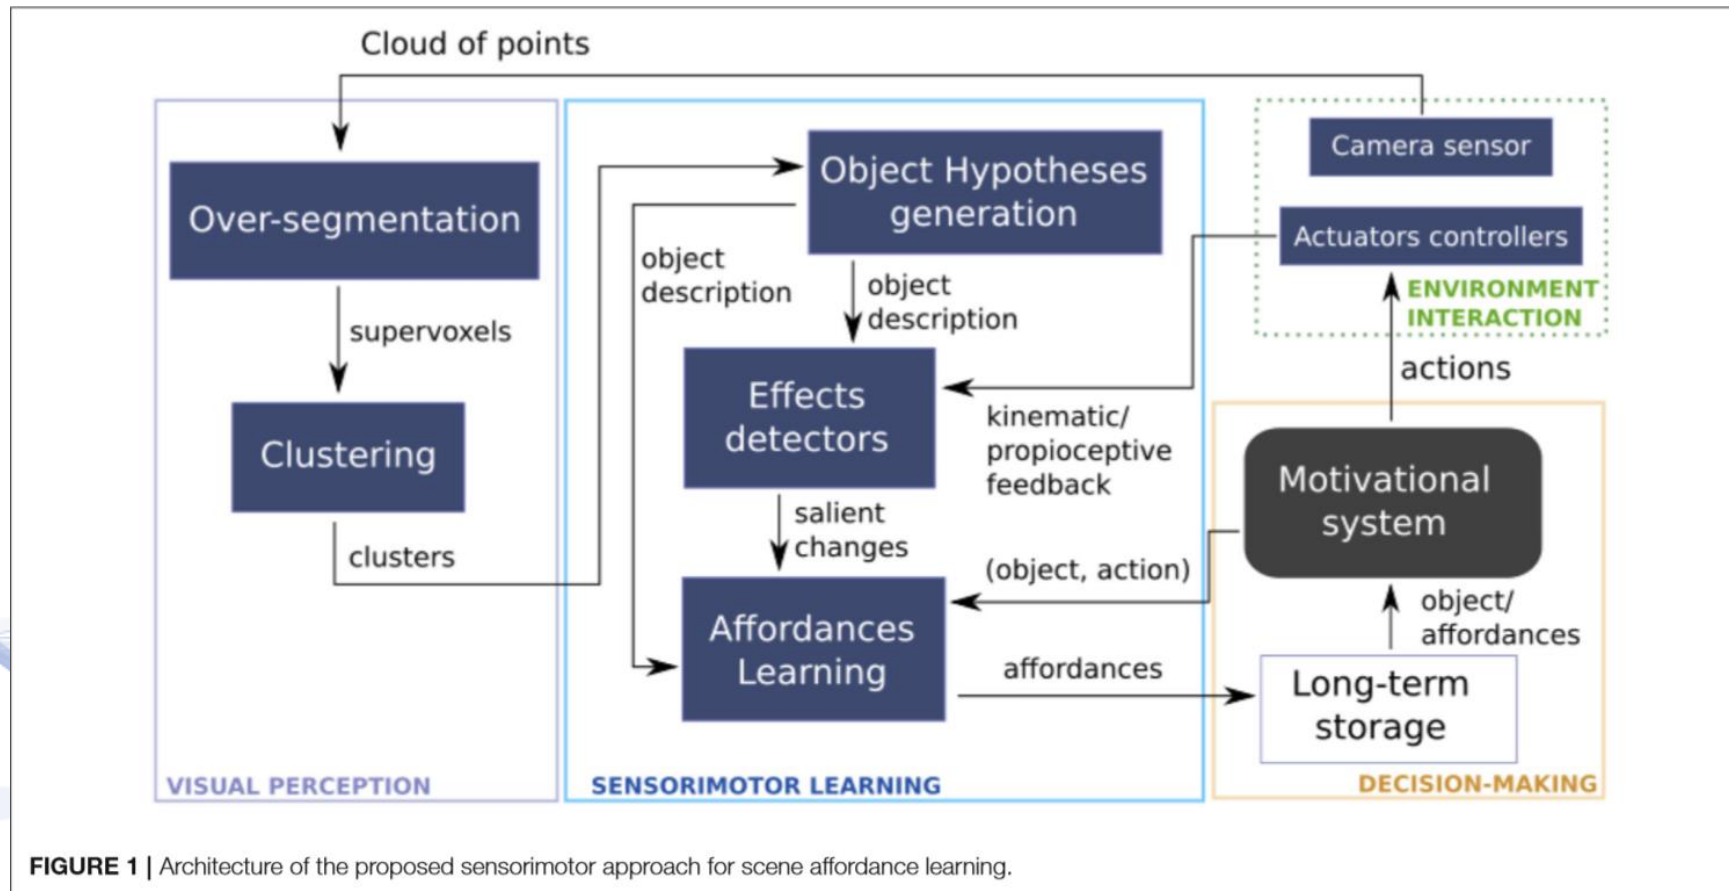 Cloud of points
Over-segmentation
supervoxels
Clustering
clusters
VISUAL PERCEPTION
Object Hypotheses
generation
object
description
object
description
Effects
detectors
kinematic/
propioceptive
feedback
salient
changes
(object, action)
Affordances
Learning
affordances
SENSORIMOTOR LEARNING
Camera sensor
Actuators controllers
ENVIRONMENT
INTERACTION
actions
Motivational
system
object/
affordances
Long-term
storage
DECISION-MAKING
FIGURE 1 | Architecture of the proposed sensorimotor approach for scene affordance learning.